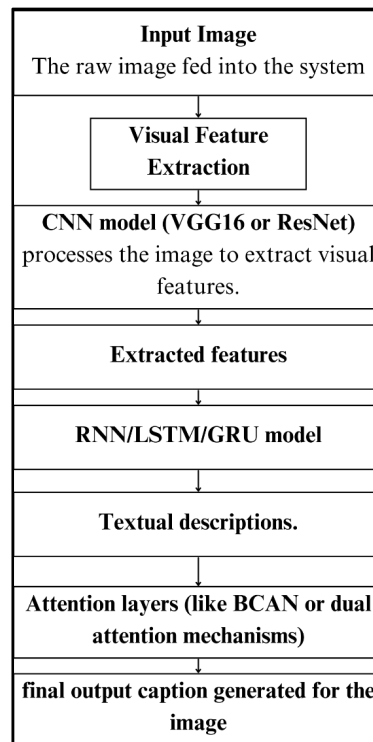 Input Image
The raw image fed into the system
Visual Feature
Extraction
CNN model (VGG16 or ResNet)
processes the image to extract visual
features.
Extracted features
RNN/LSTM/GRU model
Textual descriptions.
Attention layers (like BCAN or dual
attention mechanisms)
final output caption generated for the
image